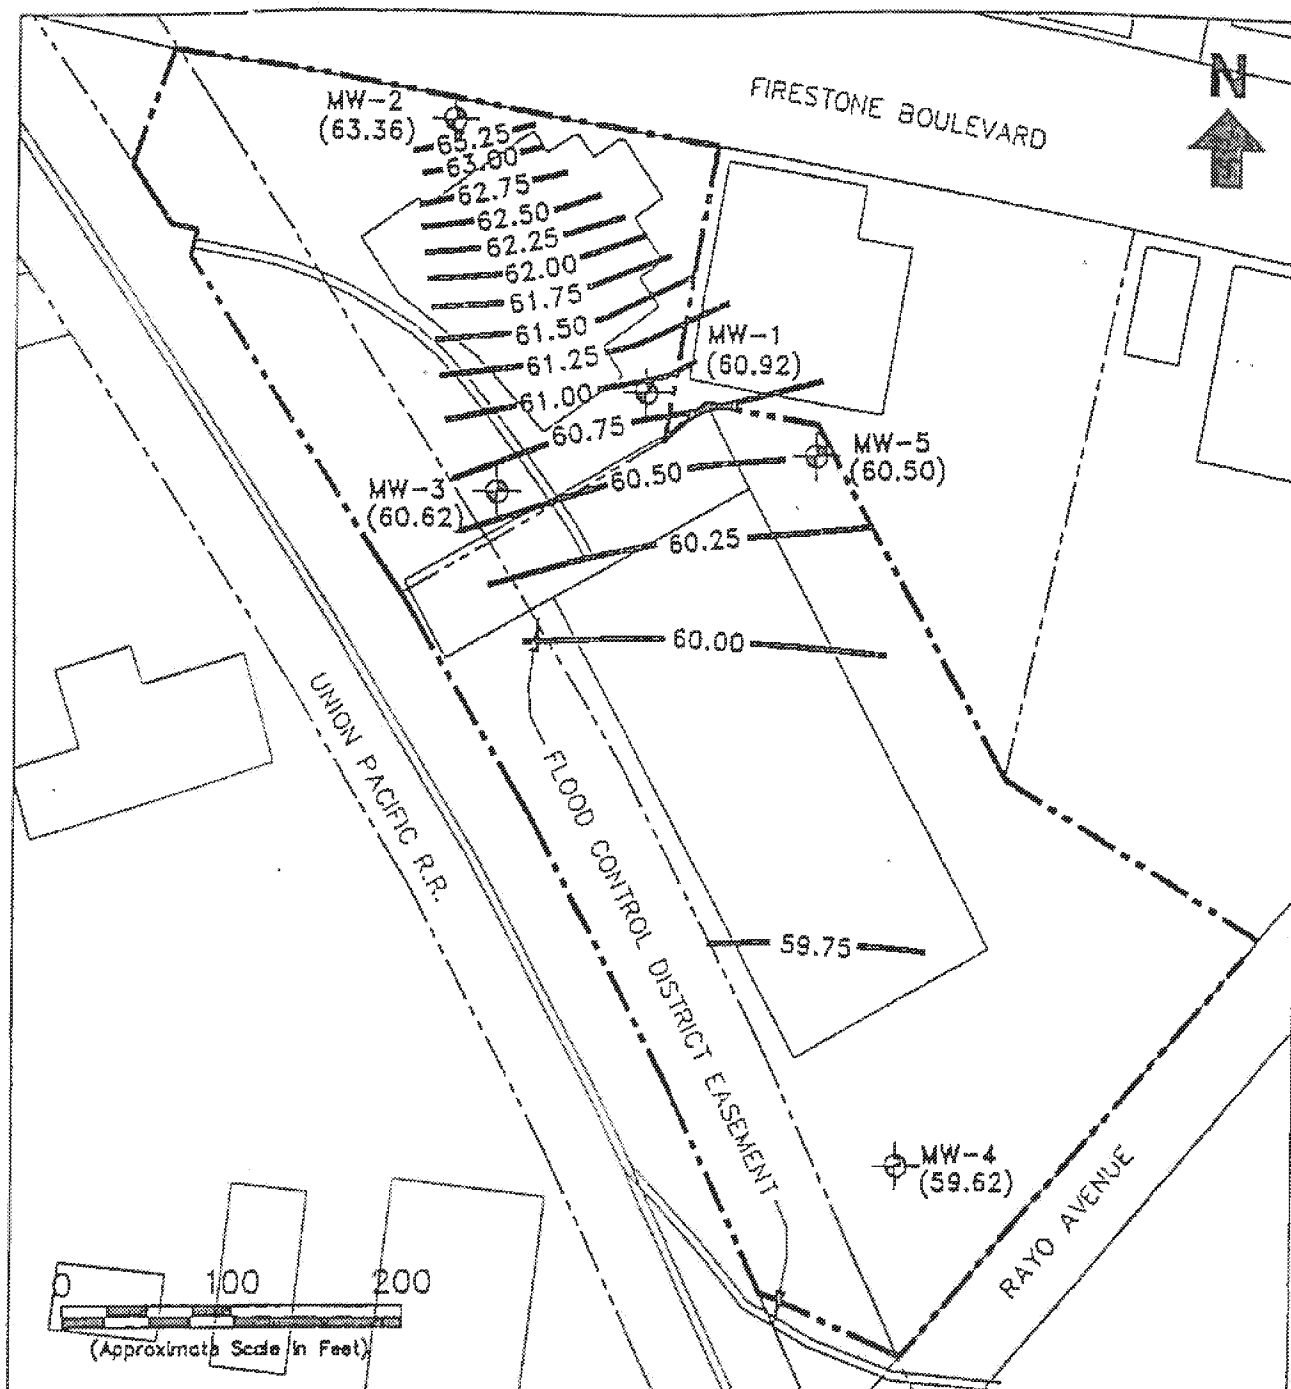 N
FIRESTONE BOULEVARD
MW-2
(63.36)
65.25
63.00
62.75
62.50
62.25
62.00
61.75
61.50
61.25
61.00
60.75
60.50
60.25
60.00
59.75
MW-1
(60.92)
MW-5
(60.50)
MW-3
(60.62)
UNION PACIFIC R.R.
FLOOD CONTROL DISTRICT EASEMENT
MW-4
(59.62)
RAYO AVENUE
0 100 200
(Approximate Scale in Feet)